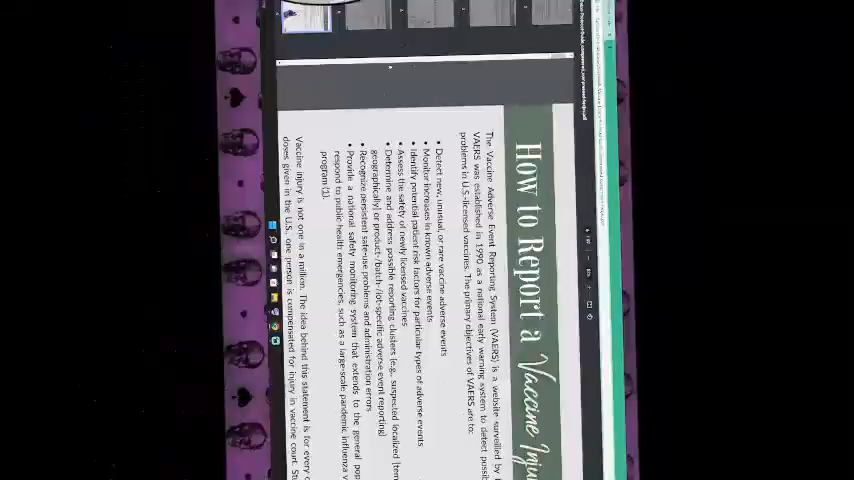 How to Report a Vaccine Inju
The Vaccine Adverse Event Reporting System (VAERS) is a website surveilled by
VAERS was established in 1990 as a national early warning system to detect possib
problems in U.S.-licensed vaccines. The primary objectives of VAERS are to:
• Detect new, unusual, or rare vaccine adverse events
• Monitor increases in known adverse events
• Identify potential patient risk factors for particular types of adverse events
• Assess the safety of newly licensed vaccines
• Determine and address possible reporting clusters (e.g., suspected localized [tem
geographically] or product-/batch-/lot-specific adverse event reporting)
• Recognize persistent safe-use problems and administration errors
• Provide a national safety monitoring system that extends to the general pop
respond to public health emergencies, such as a large-scale pandemic influenza v
program (1).
Vaccine injury is not one in a million. The idea behind this statement is for every
doses given in the U.S., one person is compensated for injury in vaccine court. Stu